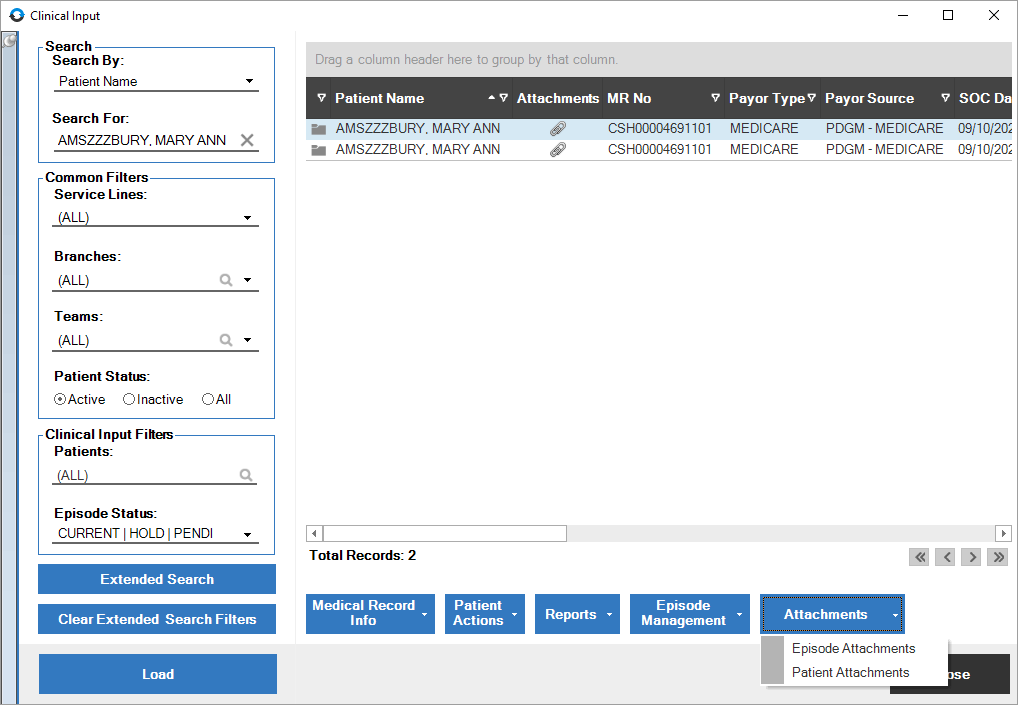 Clinical Input
Search
Search By:
Patient Name
Search For:
AMSZZZBURY, MARY ANN
Common Filters
Service Lines:
(ALL)
Branches:
(ALL)
Teams:
(ALL)
Patient Status:
Active Inactive All
Clinical Input Filters
Patients:
(ALL)
Episode Status:
CURRENT | HOLD | PENDI
Extended Search
Clear Extended Search Filters
Load
Drag a column header here to group by that column.
Patient Name Attachments MR No Payor Type Payor Source SOC Da
AMSZZZBURY, MARY ANN CSH00004691101 MEDICARE PDGM - MEDICARE 09/10/202
AMSZZZBURY, MARY ANN CSH00004691101 MEDICARE PDGM - MEDICARE 09/10/202
Total Records: 2
Medical Record Info
Patient Actions
Reports
Episode Management
Attachments
Episode Attachments
Patient Attachments
ose